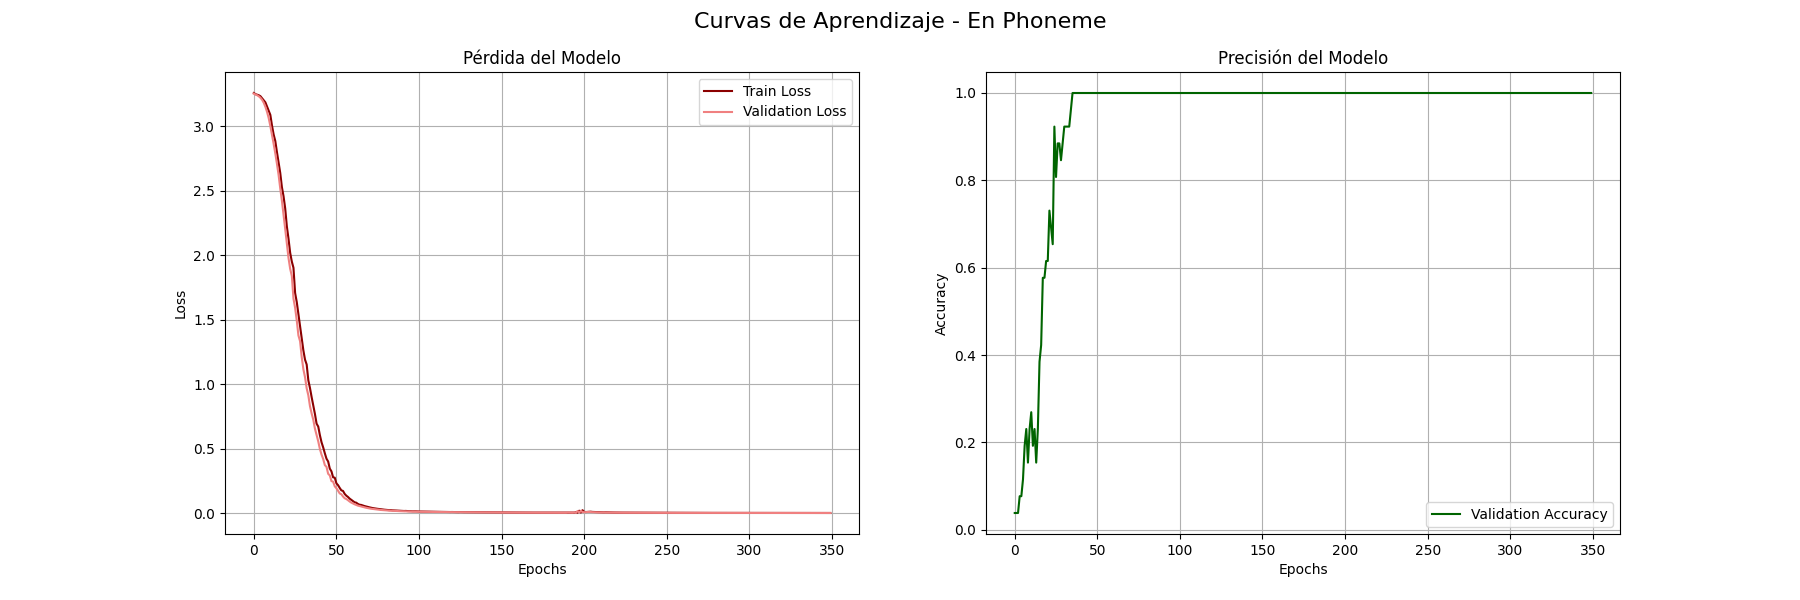 Curvas de Aprendizaje - En Phoneme
Pérdida del Modelo
Train Loss
Validation Loss
Loss
3.0
2.5
2.0
1.5
1.0
0.5
0.0
0 50 100 150 200 250 300 350
Epochs
Precisión del Modelo
Accuracy
1.0
0.8
0.6
0.4
0.2
0.0
Validation Accuracy
0 50 100 150 200 250 300 350
Epochs